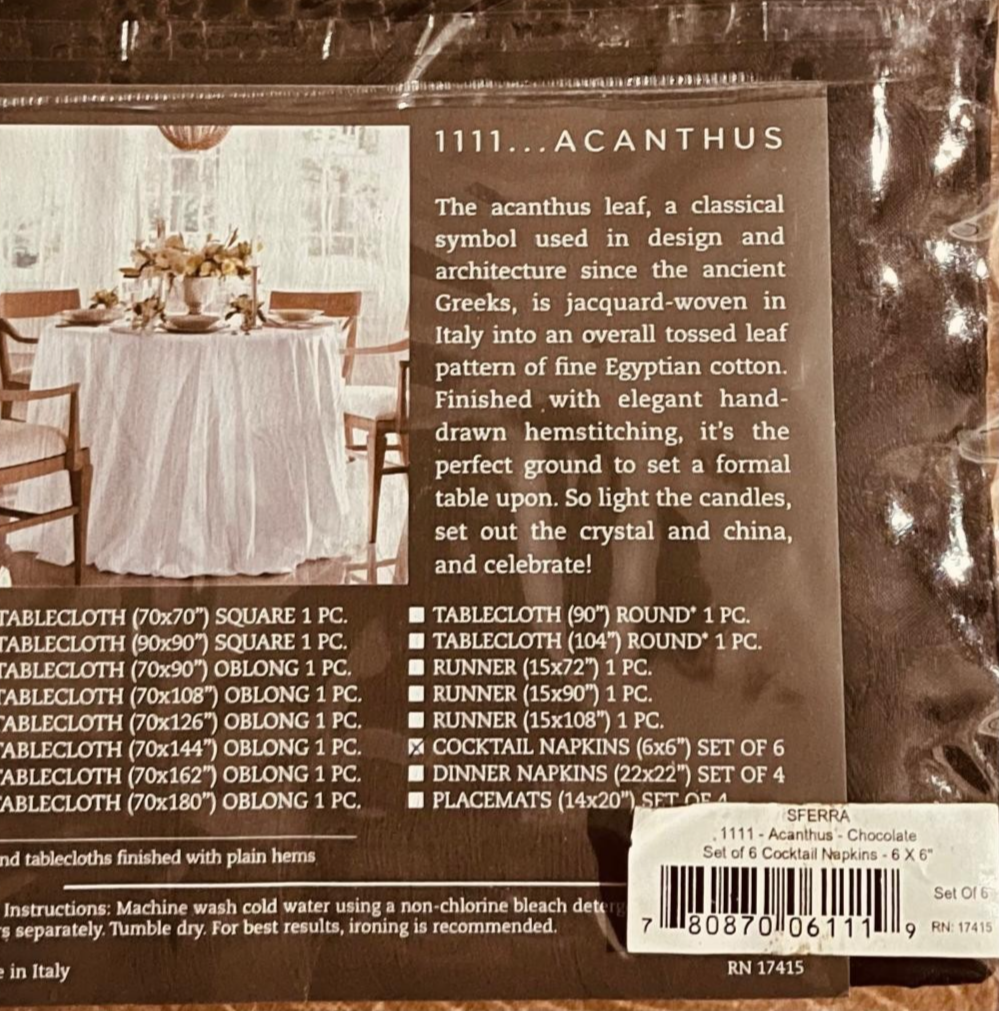 1111...ACANTHUS
The acanthus leaf, a classical
symbol used in design and
architecture since the ancient
Greeks, is jacquard-woven in
Italy into an overall tossed leaf
pattern of fine Egyptian cotton.
Finished with elegant hand-
drawn hemstitching, it's the
perfect ground to set a formal
table upon. So light the candles,
set out the crystal and china,
and celebrate!
TABLECLOTH (70x70") SQUARE 1 PC.
TABLECLOTH (90x90") SQUARE 1 PC.
TABLECLOTH (70x90") OBLONG 1 PC.
TABLECLOTH (70x108") OBLONG 1 PC.
TABLECLOTH (70x126") OBLONG 1 PC.
TABLECLOTH (70x144") OBLONG 1 PC.
TABLECLOTH (70x162") OBLONG 1 PC.
ABLECLOTH (70x180") OBLONG 1 PC.
TABLECLOTH (90") ROUND* 1 PC.
TABLECLOTH (104") ROUND* 1 PC.
RUNNER (15x72") 1 PC.
RUNNER (15x90") 1 PC.
RUNNER (15x108") 1 PC.
COCKTAIL NAPKINS (6x6") SET OF 6
DINNER NAPKINS (22x22") SET OF 4
PLACEMATS (14x20") SET OF 4
nd tablecloths finished with plain hems
Instructions: Machine wash cold water using a non-chlorine bleach deterg
s separately. Tumble dry. For best results, ironing is recommended.
e in Italy
RN 17415
SFERRA
1111 - Acanthus - Chocolate
Set of 6 Cocktail Napkins - 6 X 6"
Set Of 6
7 80870 06111 9
RN: 17415